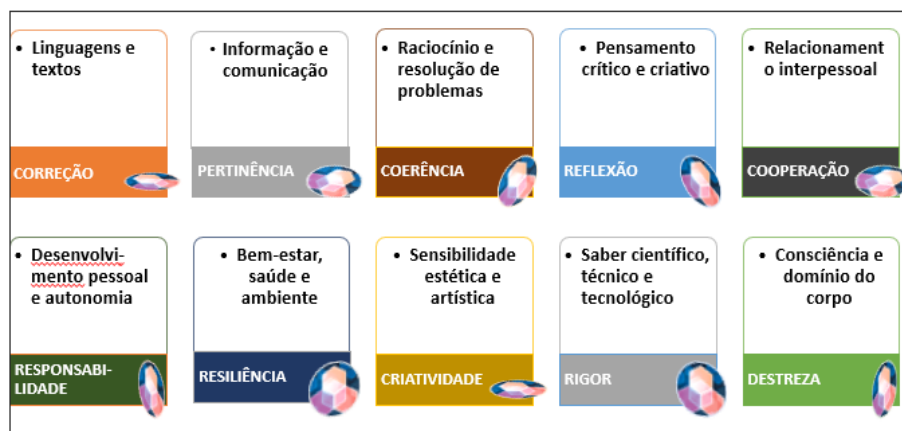 • Linguagens e
textos
CORREÇÃO
• Informação e
comunicação
PERTINÊNCIA
• Raciocínio e
resolução de
problemas
COERÊNCIA
• Pensamento
crítico e criativo
REFLEXÃO
• Relacionament
o interpessoal
COOPERAÇÃO
• Desenvolvi-
mento pessoal
e autonomia
RESPONSABI-
LIDADE
• Bem-estar,
saúde e
ambiente
RESILIÊNCIA
• Sensibilidade
estética e
artística
CRIATIVIDADE
• Saber científico,
técnico e
tecnológico
RIGOR
• Consciência e
domínio do
corpo
DESTREZA